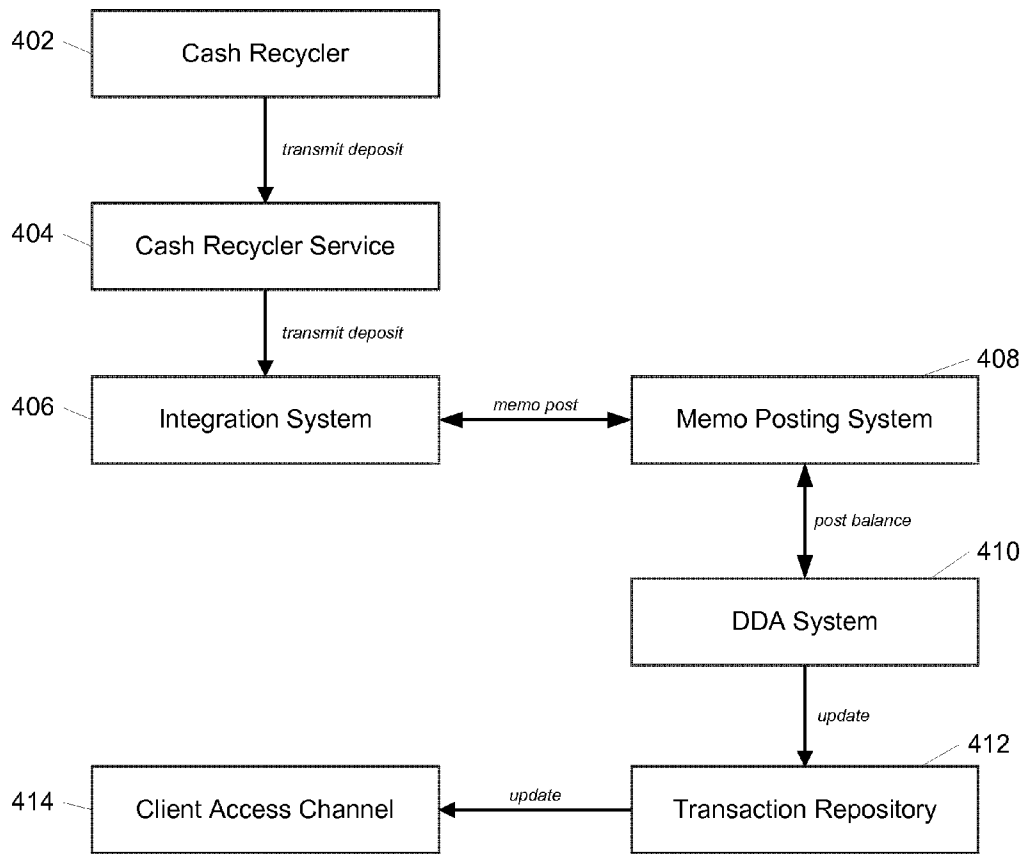 402
Cash Recycler
transmit deposit
404
Cash Recycler Service
transmit deposit
408
406
Integration System
memo post
Memo Posting System
post balance
410
DDA System
update
412
414
Client Access Channel
update
Transaction Repository